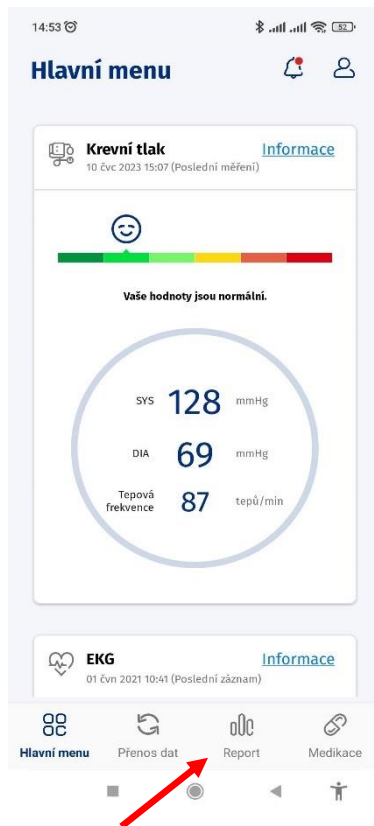 14:53 52
Hlavní menu
Krevní tlak Informace
10 čvc 2023 15:07 (Poslední měření)
Vaše hodnoty jsou normální.
SYS 128 mmHg
DIA 69 mmHg
Tepová frekvence 87 tepů/min
EKG Informace
01 čvn 2021 10:41 (Poslední záznam)
Hlavní menu Přenos dat Report Medikace